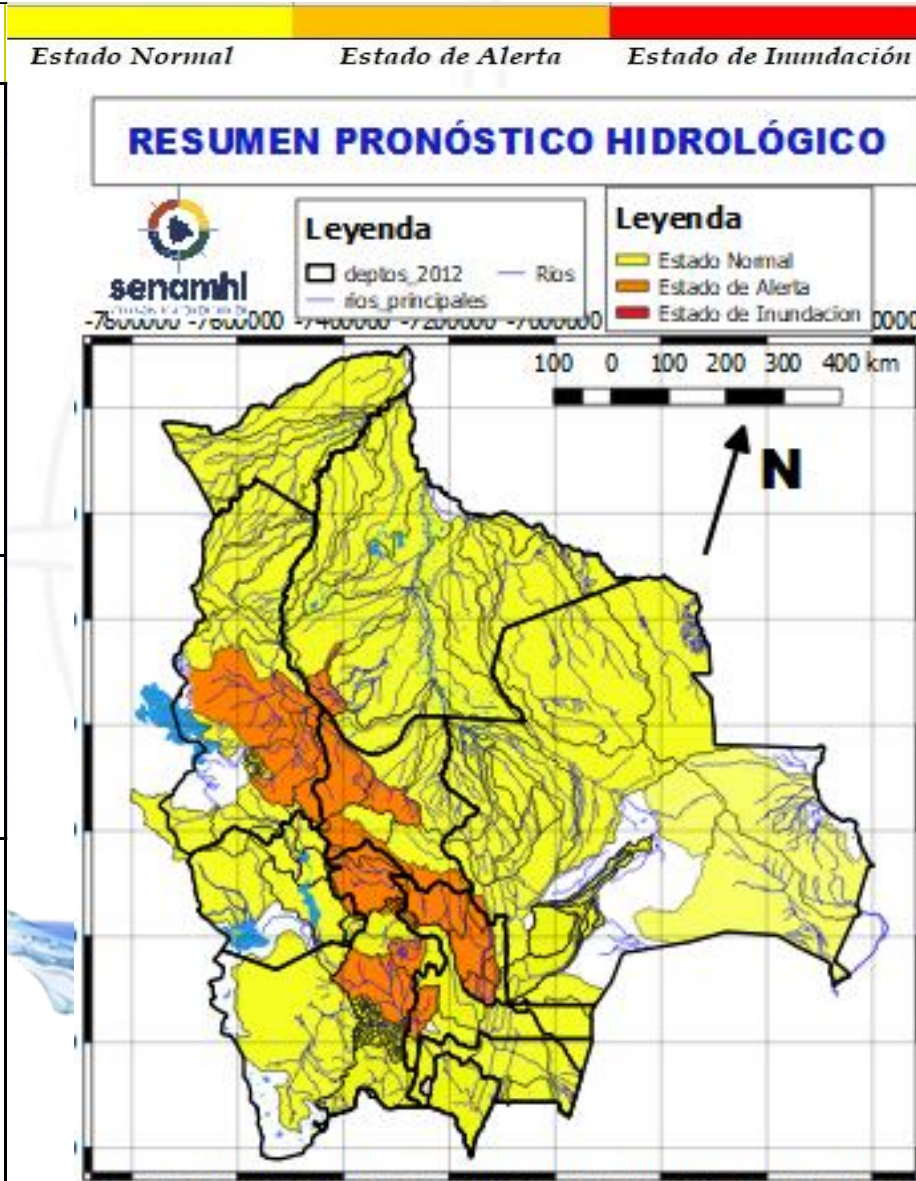 Estado Normal Estado de Alerta Estado de Inundación
RESUMEN PRONÓSTICO HIDROLÓGICO
senamhi
Leyenda
deptos_2012 Rios
rios_principales
Leyenda
Estado Normal
Estado de Alerta
Estado de Inundacion
-7800000 -7600000 -7400000 -7200000 -7000000
100 0 100 200 300 400 km
N